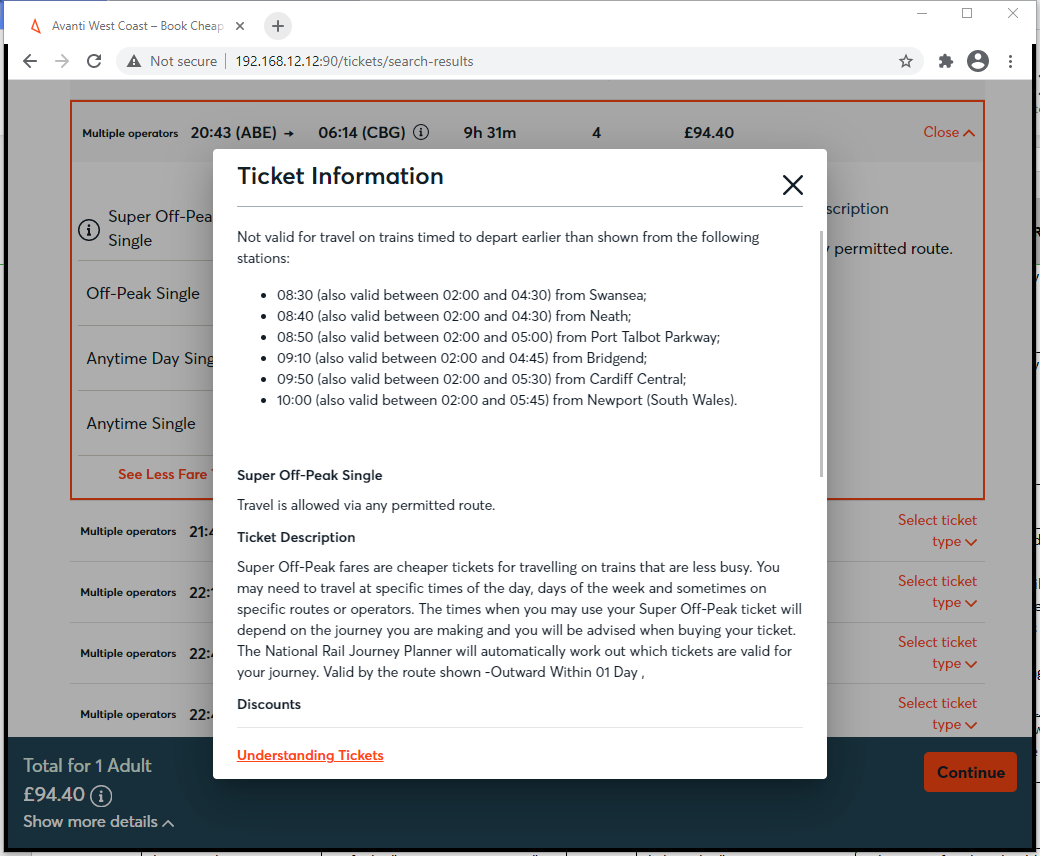 Avanti West Coast – Book Cheap
Not secure 192.168.12.12:90/tickets/search-results
Multiple operators 20:43 (ABE) → 06:14 (CBG) 9h 31m 4 £94.40 Close
Ticket Information
Super Off-Pea
Single
scription
permitted route.
Off-Peak Single
Anytime Day Sing
Anytime Single
See Less Fare
Not valid for travel on trains timed to depart earlier than shown from the following
stations:
• 08:30 (also valid between 02:00 and 04:30) from Swansea;
• 08:40 (also valid between 02:00 and 04:30) from Neath;
• 08:50 (also valid between 02:00 and 05:00) from Port Talbot Parkway;
• 09:10 (also valid between 02:00 and 04:45) from Bridgend;
• 09:50 (also valid between 02:00 and 05:30) from Cardiff Central;
• 10:00 (also valid between 02:00 and 05:45) from Newport (South Wales).
Super Off-Peak Single
Travel is allowed via any permitted route.
Ticket Description
Super Off-Peak fares are cheaper tickets for travelling on trains that are less busy. You
may need to travel at specific times of the day, days of the week and sometimes on
specific routes or operators. The times when you may use your Super Off-Peak ticket will
depend on the journey you are making and you will be advised when buying your ticket.
The National Rail Journey Planner will automatically work out which tickets are valid for
your journey. Valid by the route shown -Outward Within 01 Day ,
Discounts
Understanding Tickets
Multiple operators 21:4
Select ticket
type
Multiple operators 22:
Select ticket
type
Multiple operators 22:4
Select ticket
type
Multiple operators 22:4
Select ticket
type
Total for 1 Adult
£94.40
Show more details
Continue